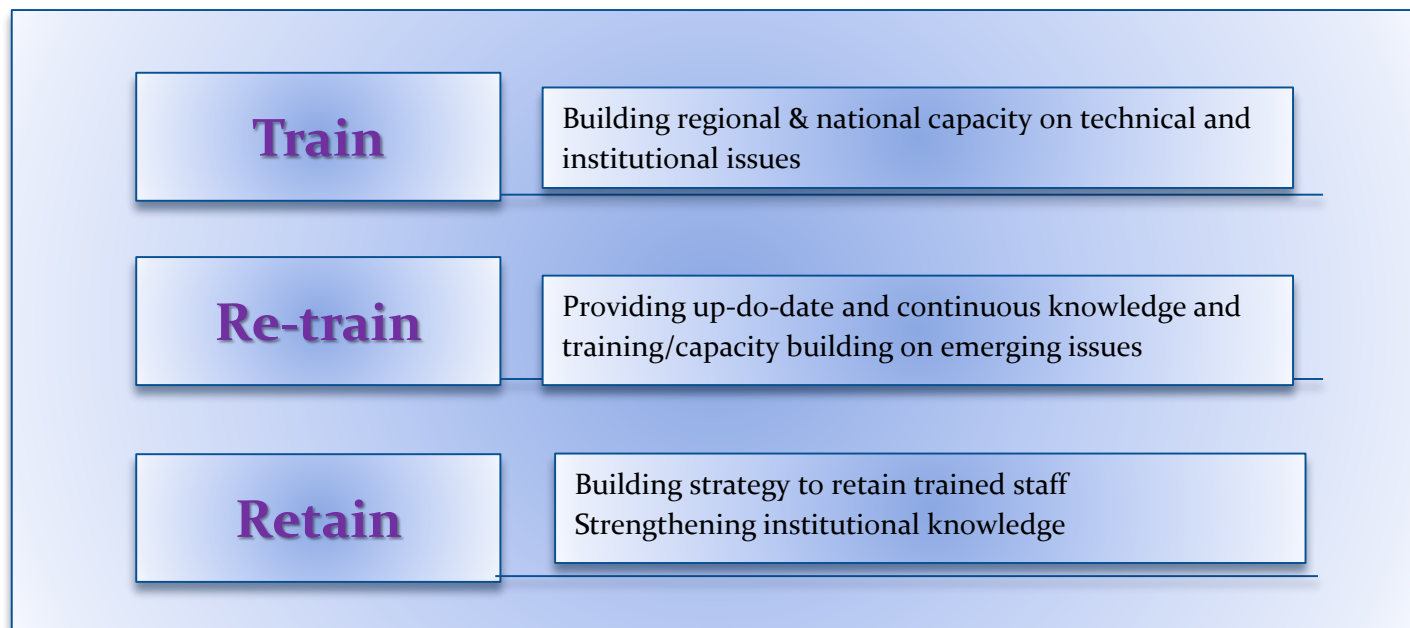 Train
Building regional & national capacity on technical and
institutional issues
Re-train
Providing up-do-date and continuous knowledge and
training/capacity building on emerging issues
Retain
Building strategy to retain trained staff
Strengthening institutional knowledge